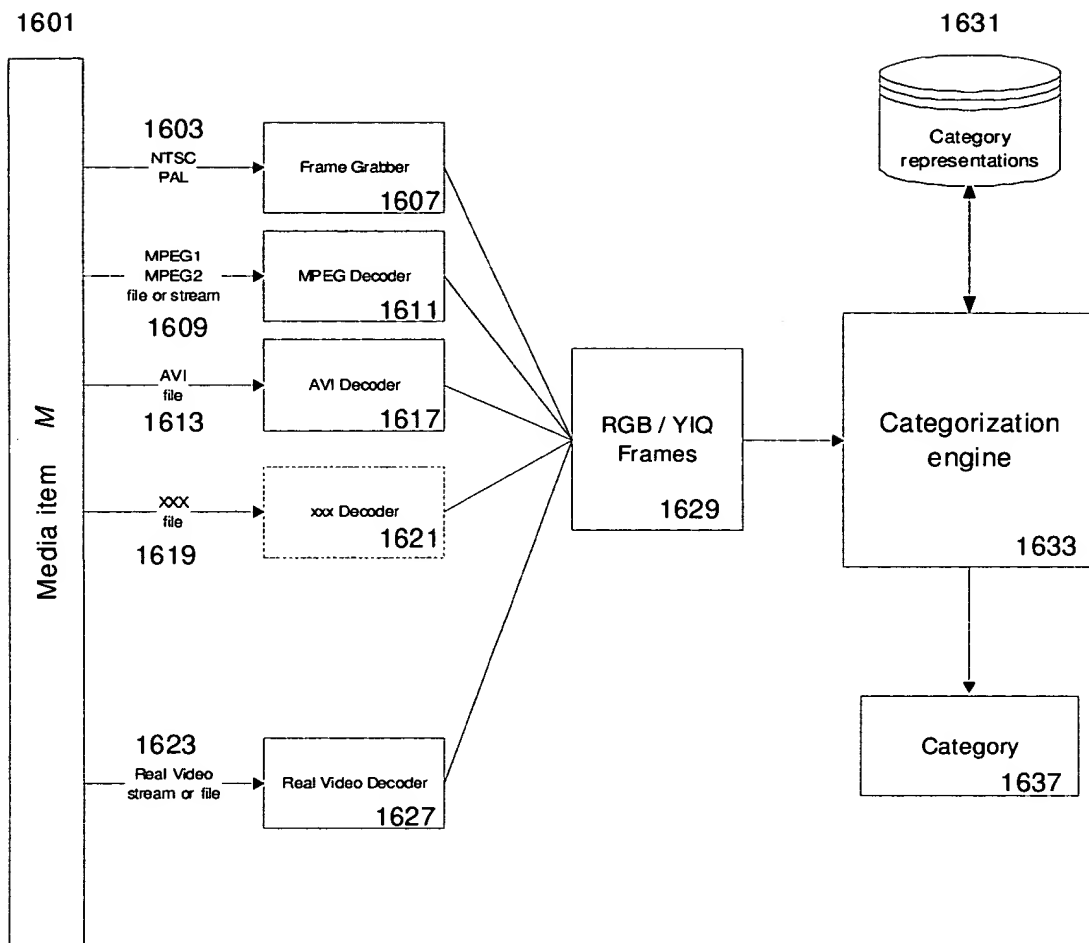 1601
1631
Category
representations
1603
NTSC
PAL
Frame Grabber
1607
MPEG1
MPEG2
file or stream
1609
MPEG Decoder
1611
AVI
file
1613
AVI Decoder
1617
Media item M
RGB / YIQ
Frames
1629
Categorization
engine
1633
XXX
file
1619
xxx Decoder
1621
1623
Real Video
stream or file
Real Video Decoder
1627
Category
1637